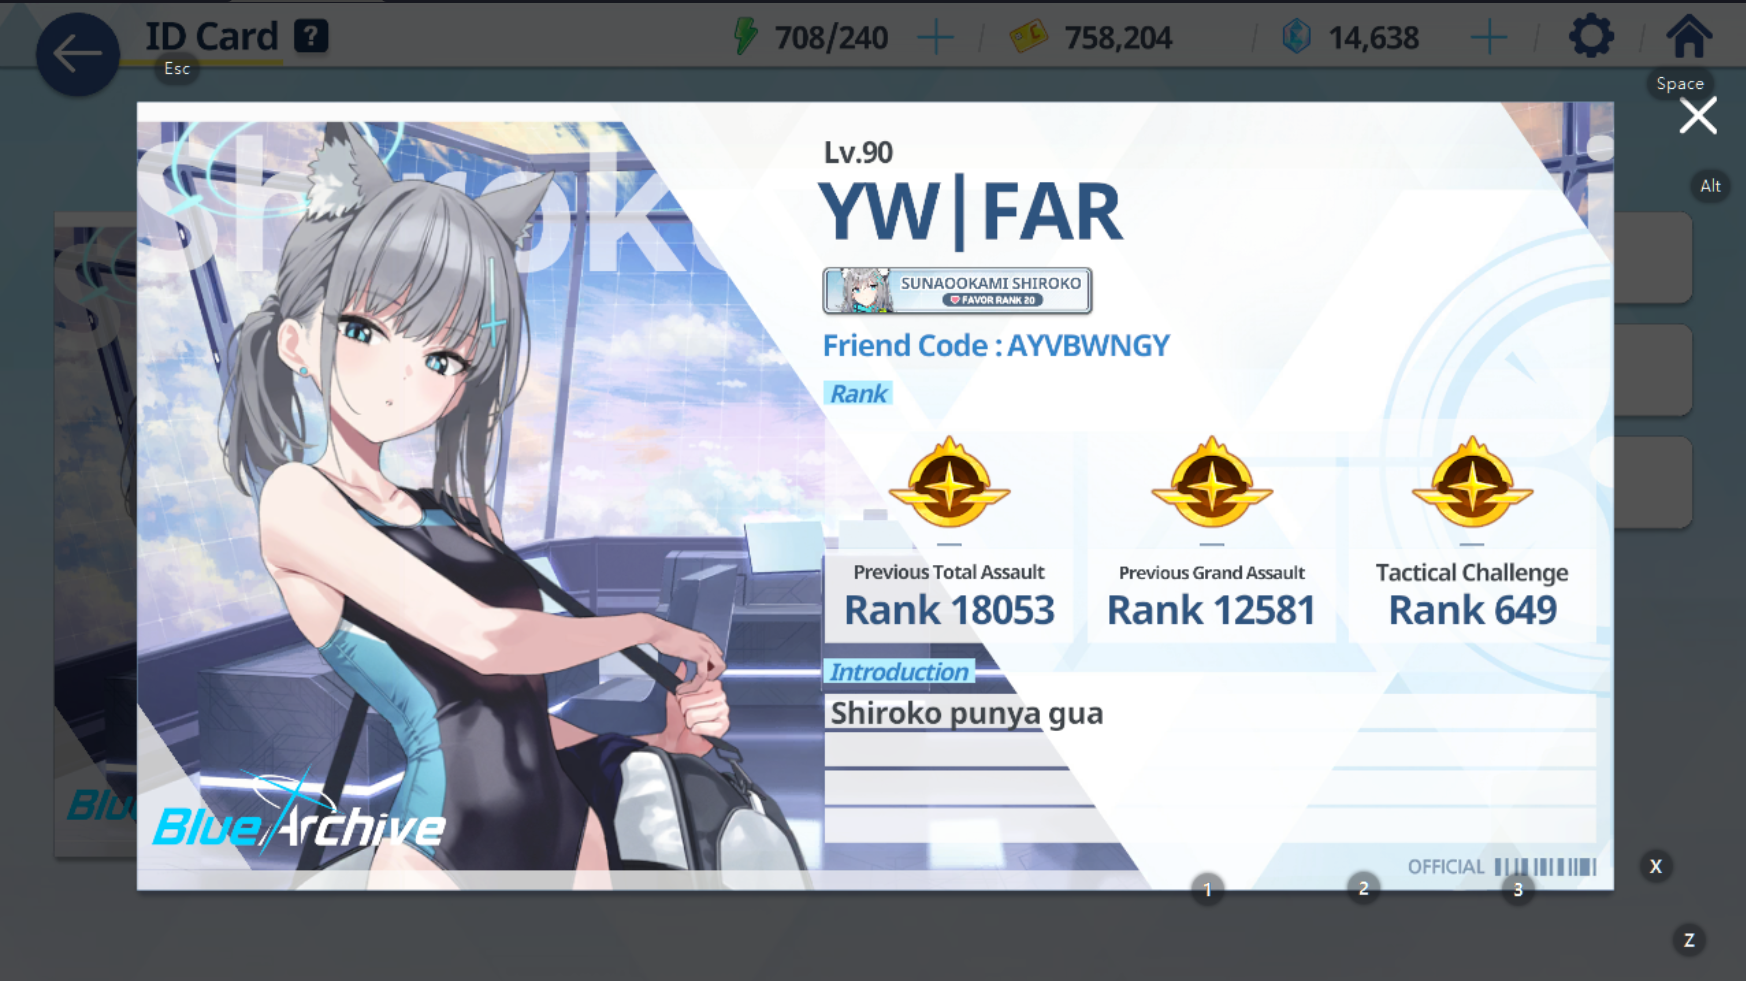 ID Card ?
708/240
758,204
14,638
Esc
Space
Alt
Shiroko
Lv.90
YW|FAR
SUNAOOKAMI SHIROKO
FAVOR RANK 20
Friend Code : AYVBWNGY
Rank
Previous Total Assault
Rank 18053
Previous Grand Assault
Rank 12581
Tactical Challenge
Rank 649
Introduction
Shiroko punya gua
Blue Archive
OFFICIAL
1
2
3
X
Z